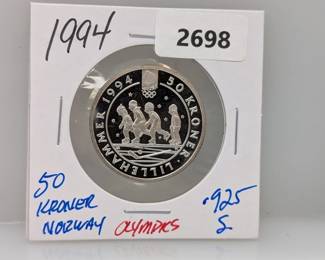 1994
2698
LILLEHAMMER 1994 50 KRONER
50
KRONER
NORWAY
OLYMPICS
.925
S